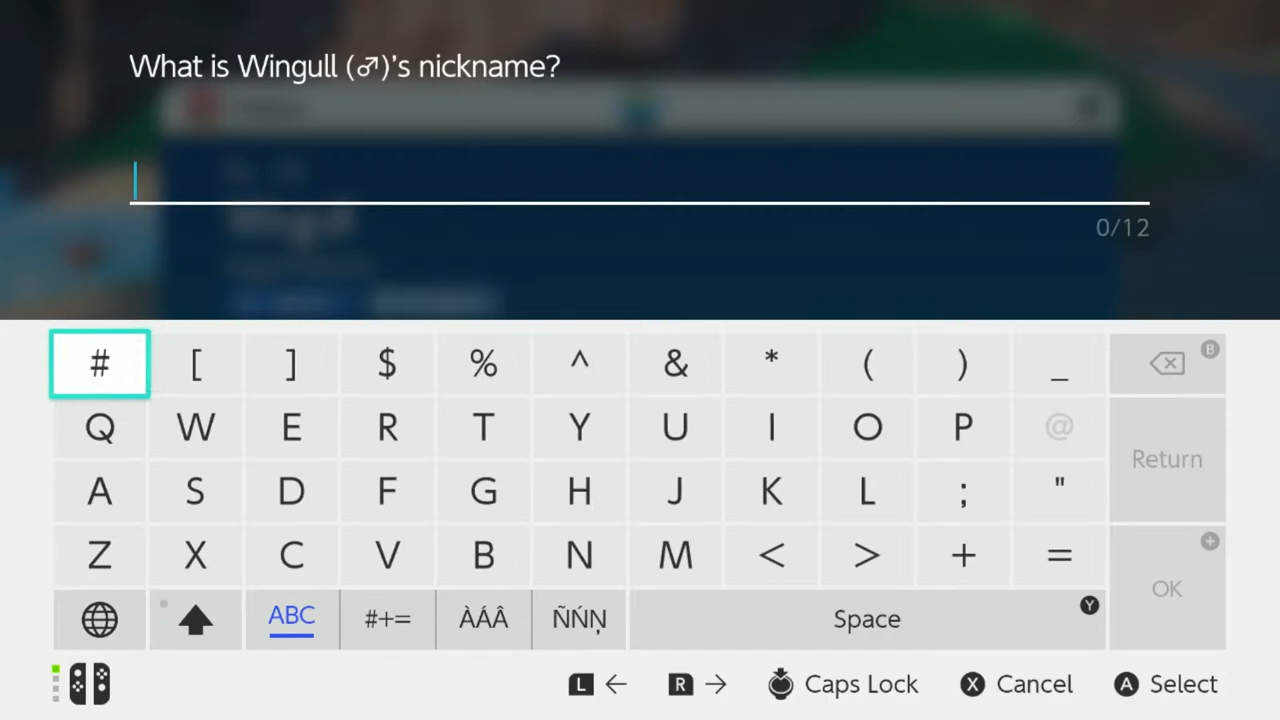 What is Wingull (♂)'s nickname?
0/12
# [ ] $ % ^ & * ( ) _ B
Q W E R T Y U I O P @ Return
A S D F G H J K L ; "
Z X C V B N M < > + = + OK
ABC #+= ÀÁÂ ÑŃŅ Space Y
L ← R → Caps Lock X Cancel A Select